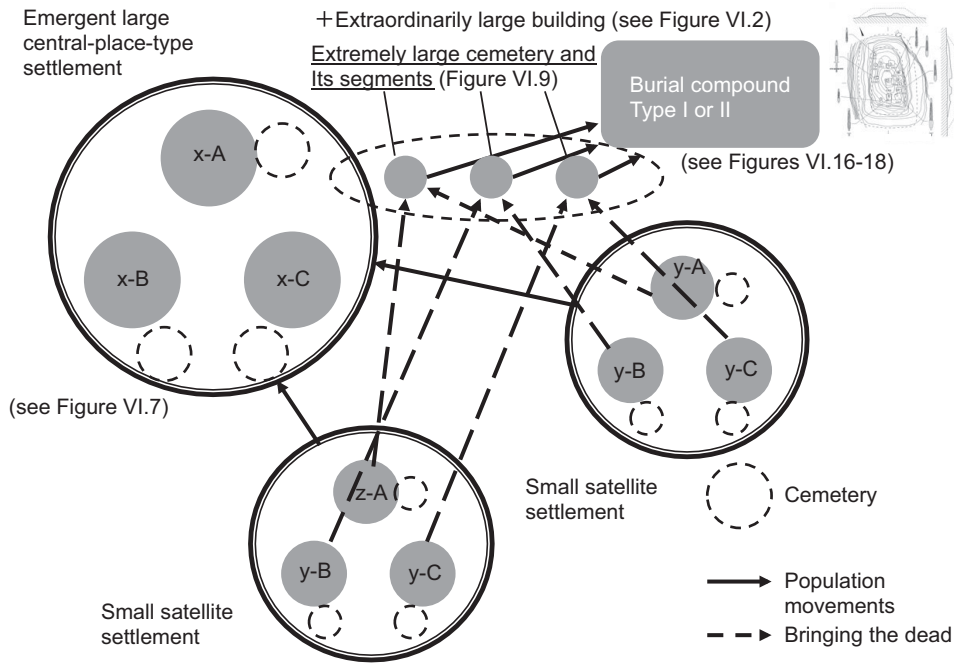 Emergent large
central-place-type
settlement
+Extraordinarily large building (see Figure VI.2)
Extremely large cemetery and
Its segments (Figure VI.9)
Burial compound
Type I or II
(see Figures VI.16-18)
x-A
x-B
x-C
y-A
y-B
y-C
(see Figure VI.7)
z-A
y-B
y-C
Small satellite
settlement
Small satellite
settlement
Cemetery
Population
movements
Bringing the dead